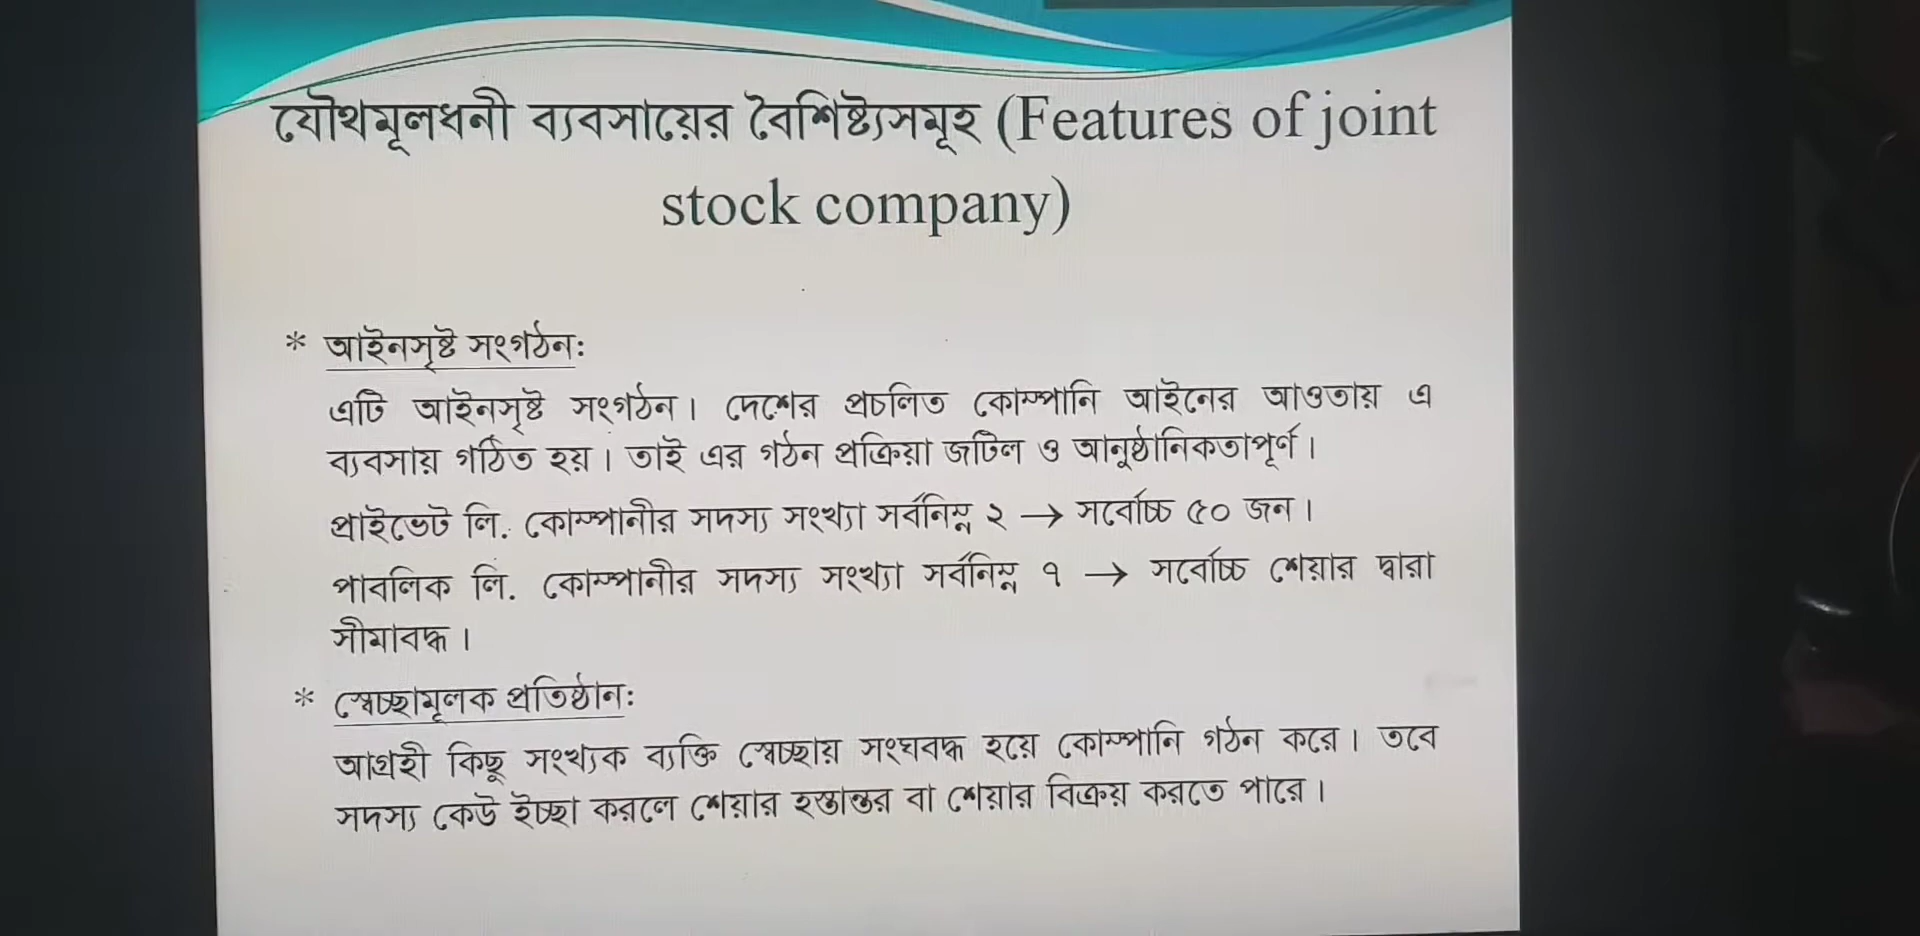 যৌথমূলধনী ব্যবসায়ের বৈশিষ্ট্যসমূহ (Features of joint
stock company)
* আইনসৃষ্ট সংগঠনঃ
এটি আইনসৃষ্ট সংগঠন। দেশের প্রচলিত কোম্পানি আইনের আওতায় এ
ব্যবসায় গঠিত হয়। তাই এর গঠন প্রক্রিয়া জটিল ও আনুষ্ঠানিকতাপূর্ণ।
প্রাইভেট লি. কোম্পানীর সদস্য সংখ্যা সর্বনিম্ন ২ → সর্বোচ্চ ৫০ জন।
পাবলিক লি. কোম্পানীর সদস্য সংখ্যা সর্বনিম্ন ৭ → সর্বোচ্চ শেয়ার দ্বারা
সীমাবদ্ধ।
* স্বেচ্ছামূলক প্রতিষ্ঠানঃ
আগ্রহী কিছু সংখ্যক ব্যক্তি স্বেচ্ছায় সংঘবদ্ধ হয়ে কোম্পানি গঠন করে। তবে
সদস্য কেউ ইচ্ছা করলে শেয়ার হস্তান্তর বা শেয়ার বিক্রয় করতে পারে।